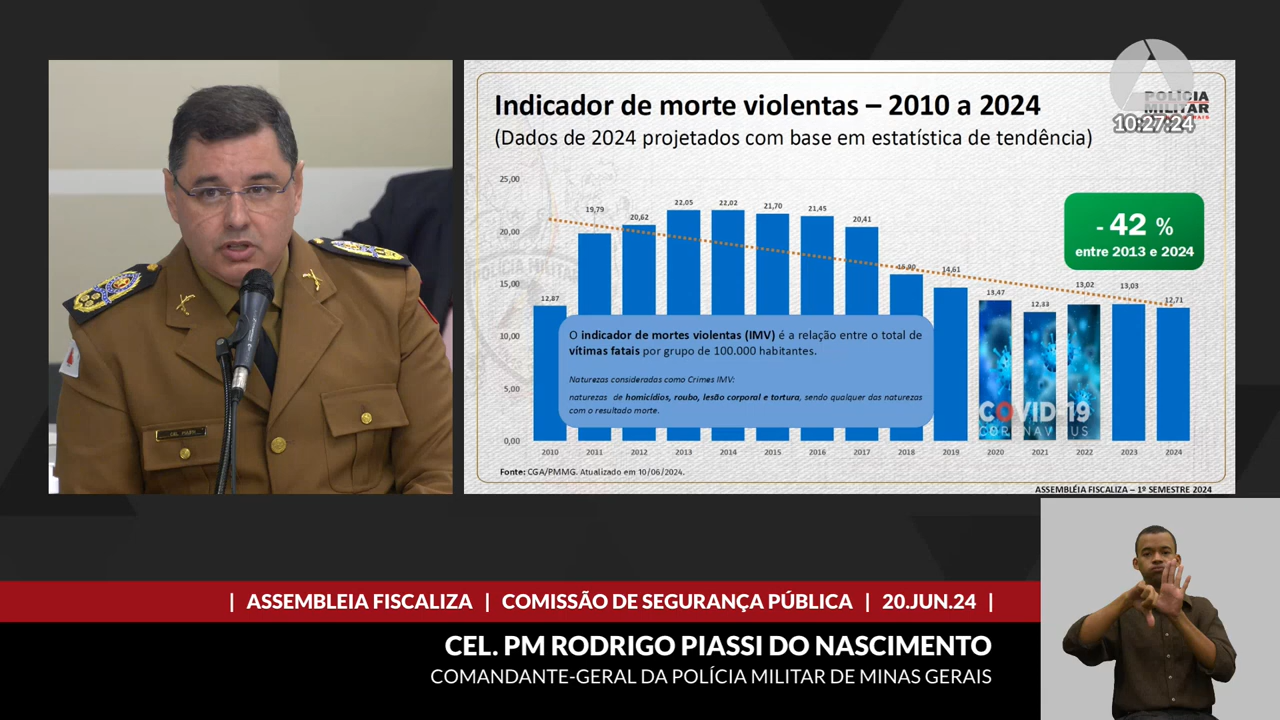 Indicador de morte violentas – 2010 a 2024
(Dados de 2024 projetados com base em estatística de tendência)
POLÍCIA
MILITAR
10:27:24
25,00
20,00
15,00
10,00
5,00
0,00
12,87
19,79
20,62
22,05
22,02
21,70
21,45
20,41
15,90
14,61
13,47
12,33
13,02
13,03
12,71
- 42 %
entre 2013 e 2024
O indicador de mortes violentas (IMV) é a relação entre o total de
vítimas fatais por grupo de 100.000 habitantes.
Naturezas consideradas como Crimes IMV:
naturezas de homicídios, roubo, lesão corporal e tortura, sendo qualquer das naturezas
com o resultado morte.
COVID-19
CORONAVIRUS
2010
2011
2012
2013
2014
2015
2016
2017
2018
2019
2020
2021
2022
2023
2024
Fonte: CGA/PMMG. Atualizado em 10/06/2024.
ASSEMBLÉIA FISCALIZA – 1º SEMESTRE 2024
| ASSEMBLEIA FISCALIZA | COMISSÃO DE SEGURANÇA PÚBLICA | 20.JUN.24 |
CEL. PM RODRIGO PIASSI DO NASCIMENTO
COMANDANTE-GERAL DA POLÍCIA MILITAR DE MINAS GERAIS